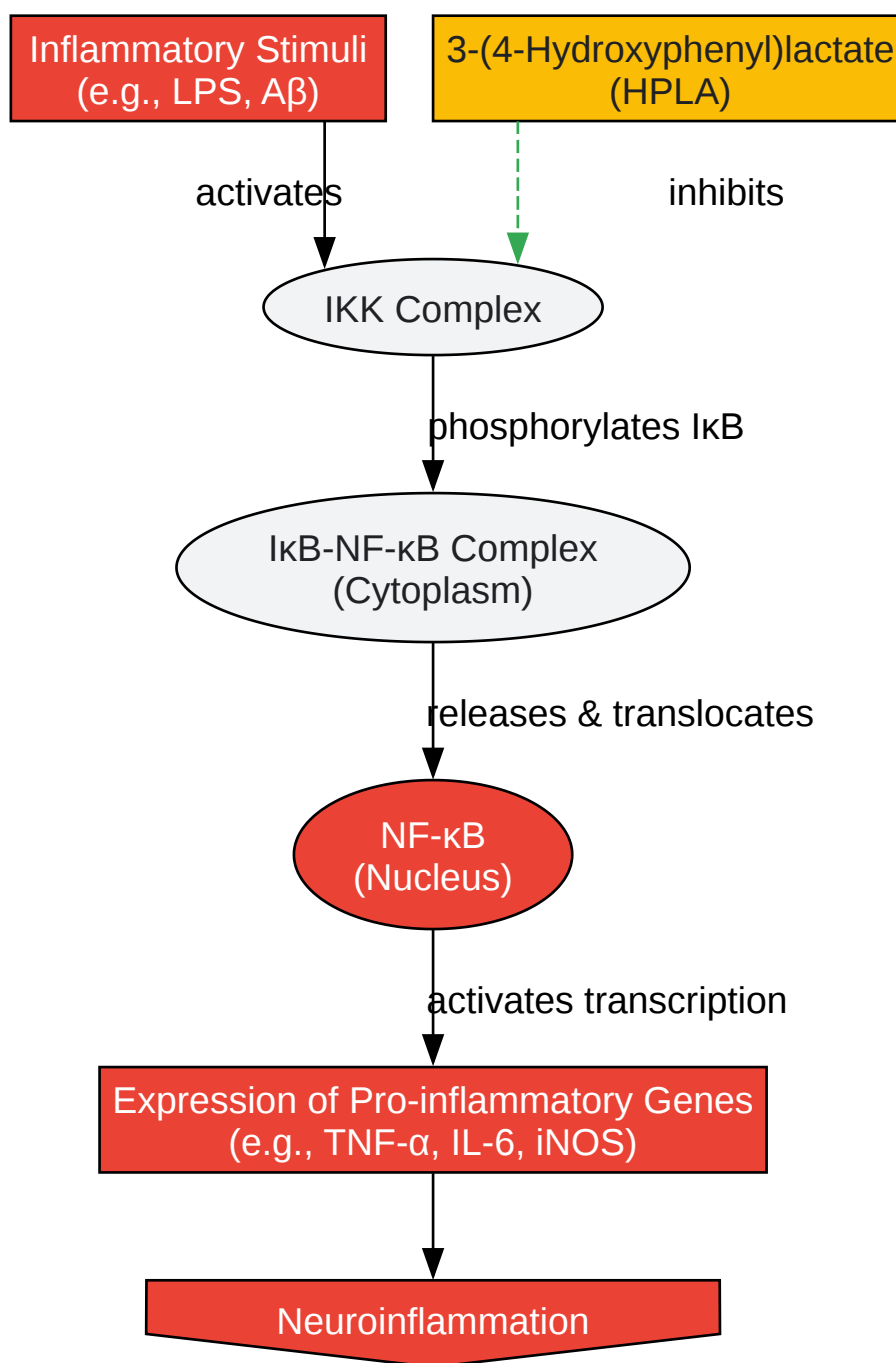 Inflammatory Stimuli
(e.g., LPS, Aβ)
3-(4-Hydroxyphenyl)lactate
(HPLA)
activates
inhibits
IKK Complex
phosphorylates IκB
IκB-NF-κB Complex
(Cytoplasm)
releases & translocates
NF-κB
(Nucleus)
activates transcription
Expression of Pro-inflammatory Genes
(e.g., TNF-α, IL-6, iNOS)
Neuroinflammation